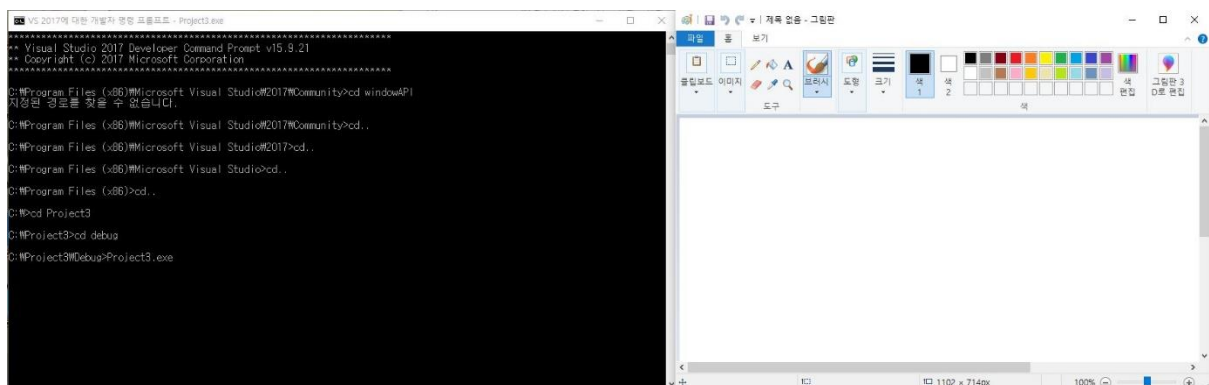 VS 2017에 대한 개발자 명령 프롬프트 - Project3.exe
**********************************************************************
** Visual Studio 2017 Developer Command Prompt v15.9.21
** Copyright (c) 2017 Microsoft Corporation
**********************************************************************
C:\Program Files (x86)\Microsoft Visual Studio\2017\Community>cd windowAPI
지정된 경로를 찾을 수 없습니다.
C:\Program Files (x86)\Microsoft Visual Studio\2017\Community>cd..
C:\Program Files (x86)\Microsoft Visual Studio\2017>cd..
C:\Program Files (x86)\Microsoft Visual Studio>cd..
C:\Program Files (x86)>cd..
C:\>cd Project3
C:\Project3>cd debug
C:\Project3\Debug>Project3.exe
제목 없음 - 그림판
파일 홈 보기
클립보드 이미지 A 브러시 도형 크기 색 1 색 2 색 편집 그림판 3D로 편집
도구 색
1102 × 714px 100%